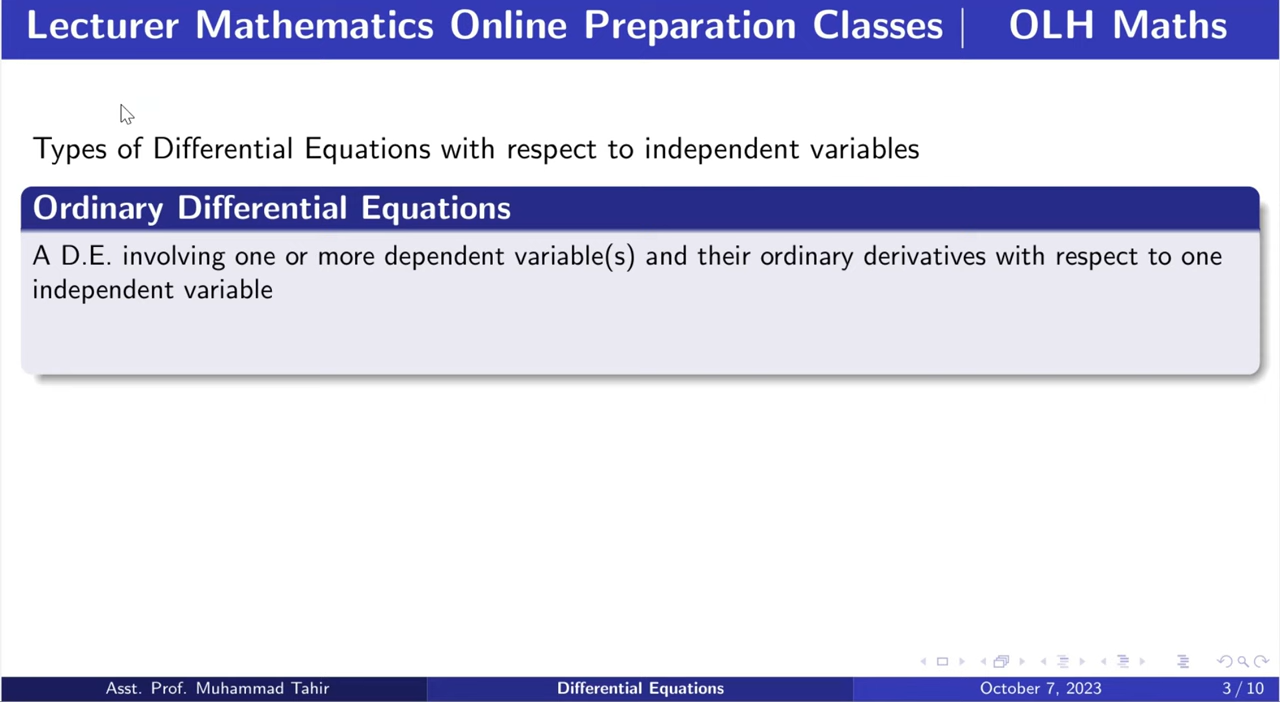 Lecturer Mathematics Online Preparation Classes | OLH Maths
Types of Differential Equations with respect to independent variables
Ordinary Differential Equations
A D.E. involving one or more dependent variable(s) and their ordinary derivatives with respect to one
independent variable
Asst. Prof. Muhammad Tahir Differential Equations October 7, 2023 3 / 10